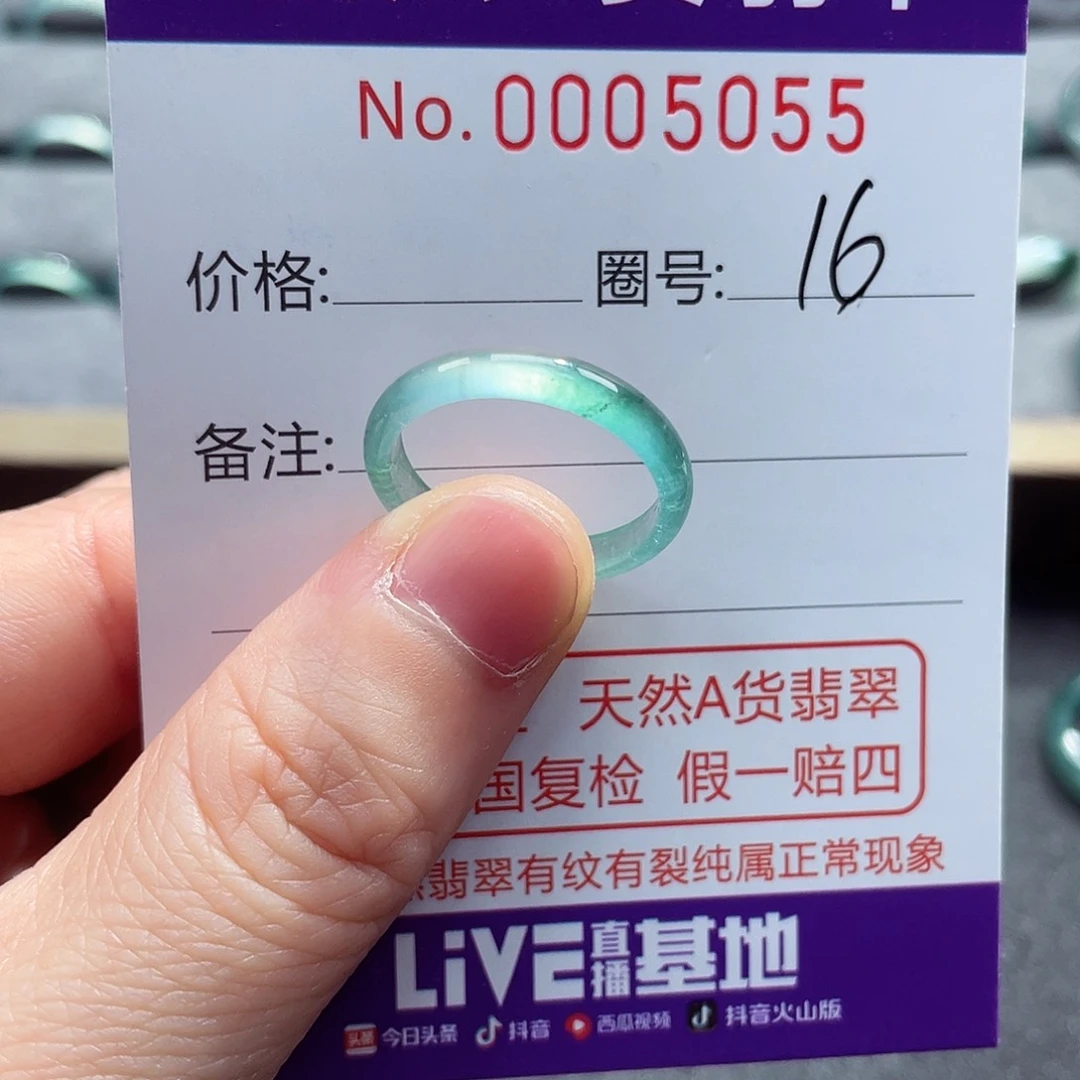 No.0005055
价格: 圈号: 16
备注:
天然A货翡翠
国复检 假一赔四
翡翠有纹有裂纯属正常现象
LiVE直播基地
头条 今日头条 抖音 西瓜视频 抖音火山版